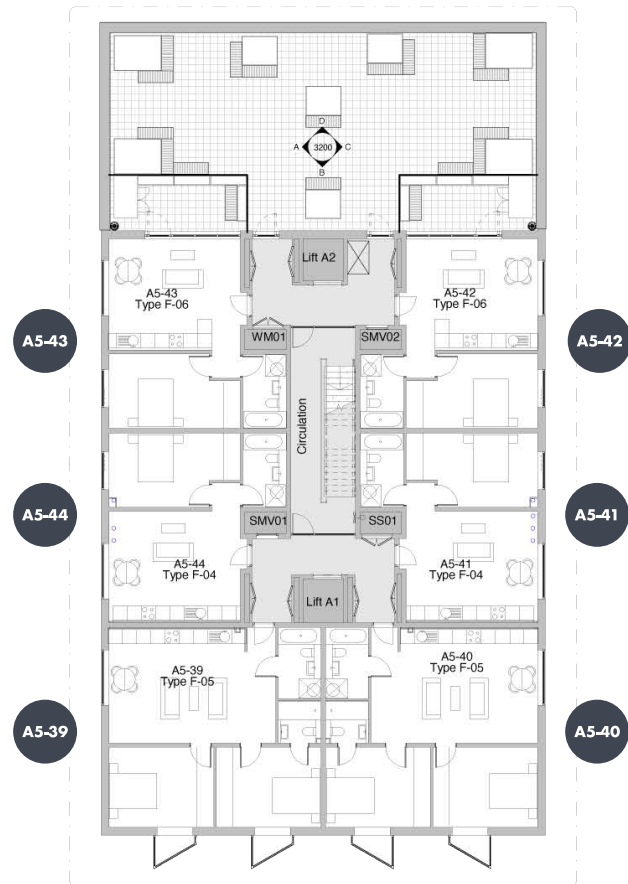 D
A 3200 C
B
Lift A2
A5-43
Type F-06
A5-42
Type F-06
A5-43
WM01
SMV02
A5-42
Circulation
A5-44
SMV01
SS01
A5-41
A5-44
Type F-04
A5-41
Type F-04
Lift A1
A5-39
Type F-05
A5-40
Type F-05
A5-39
A5-40